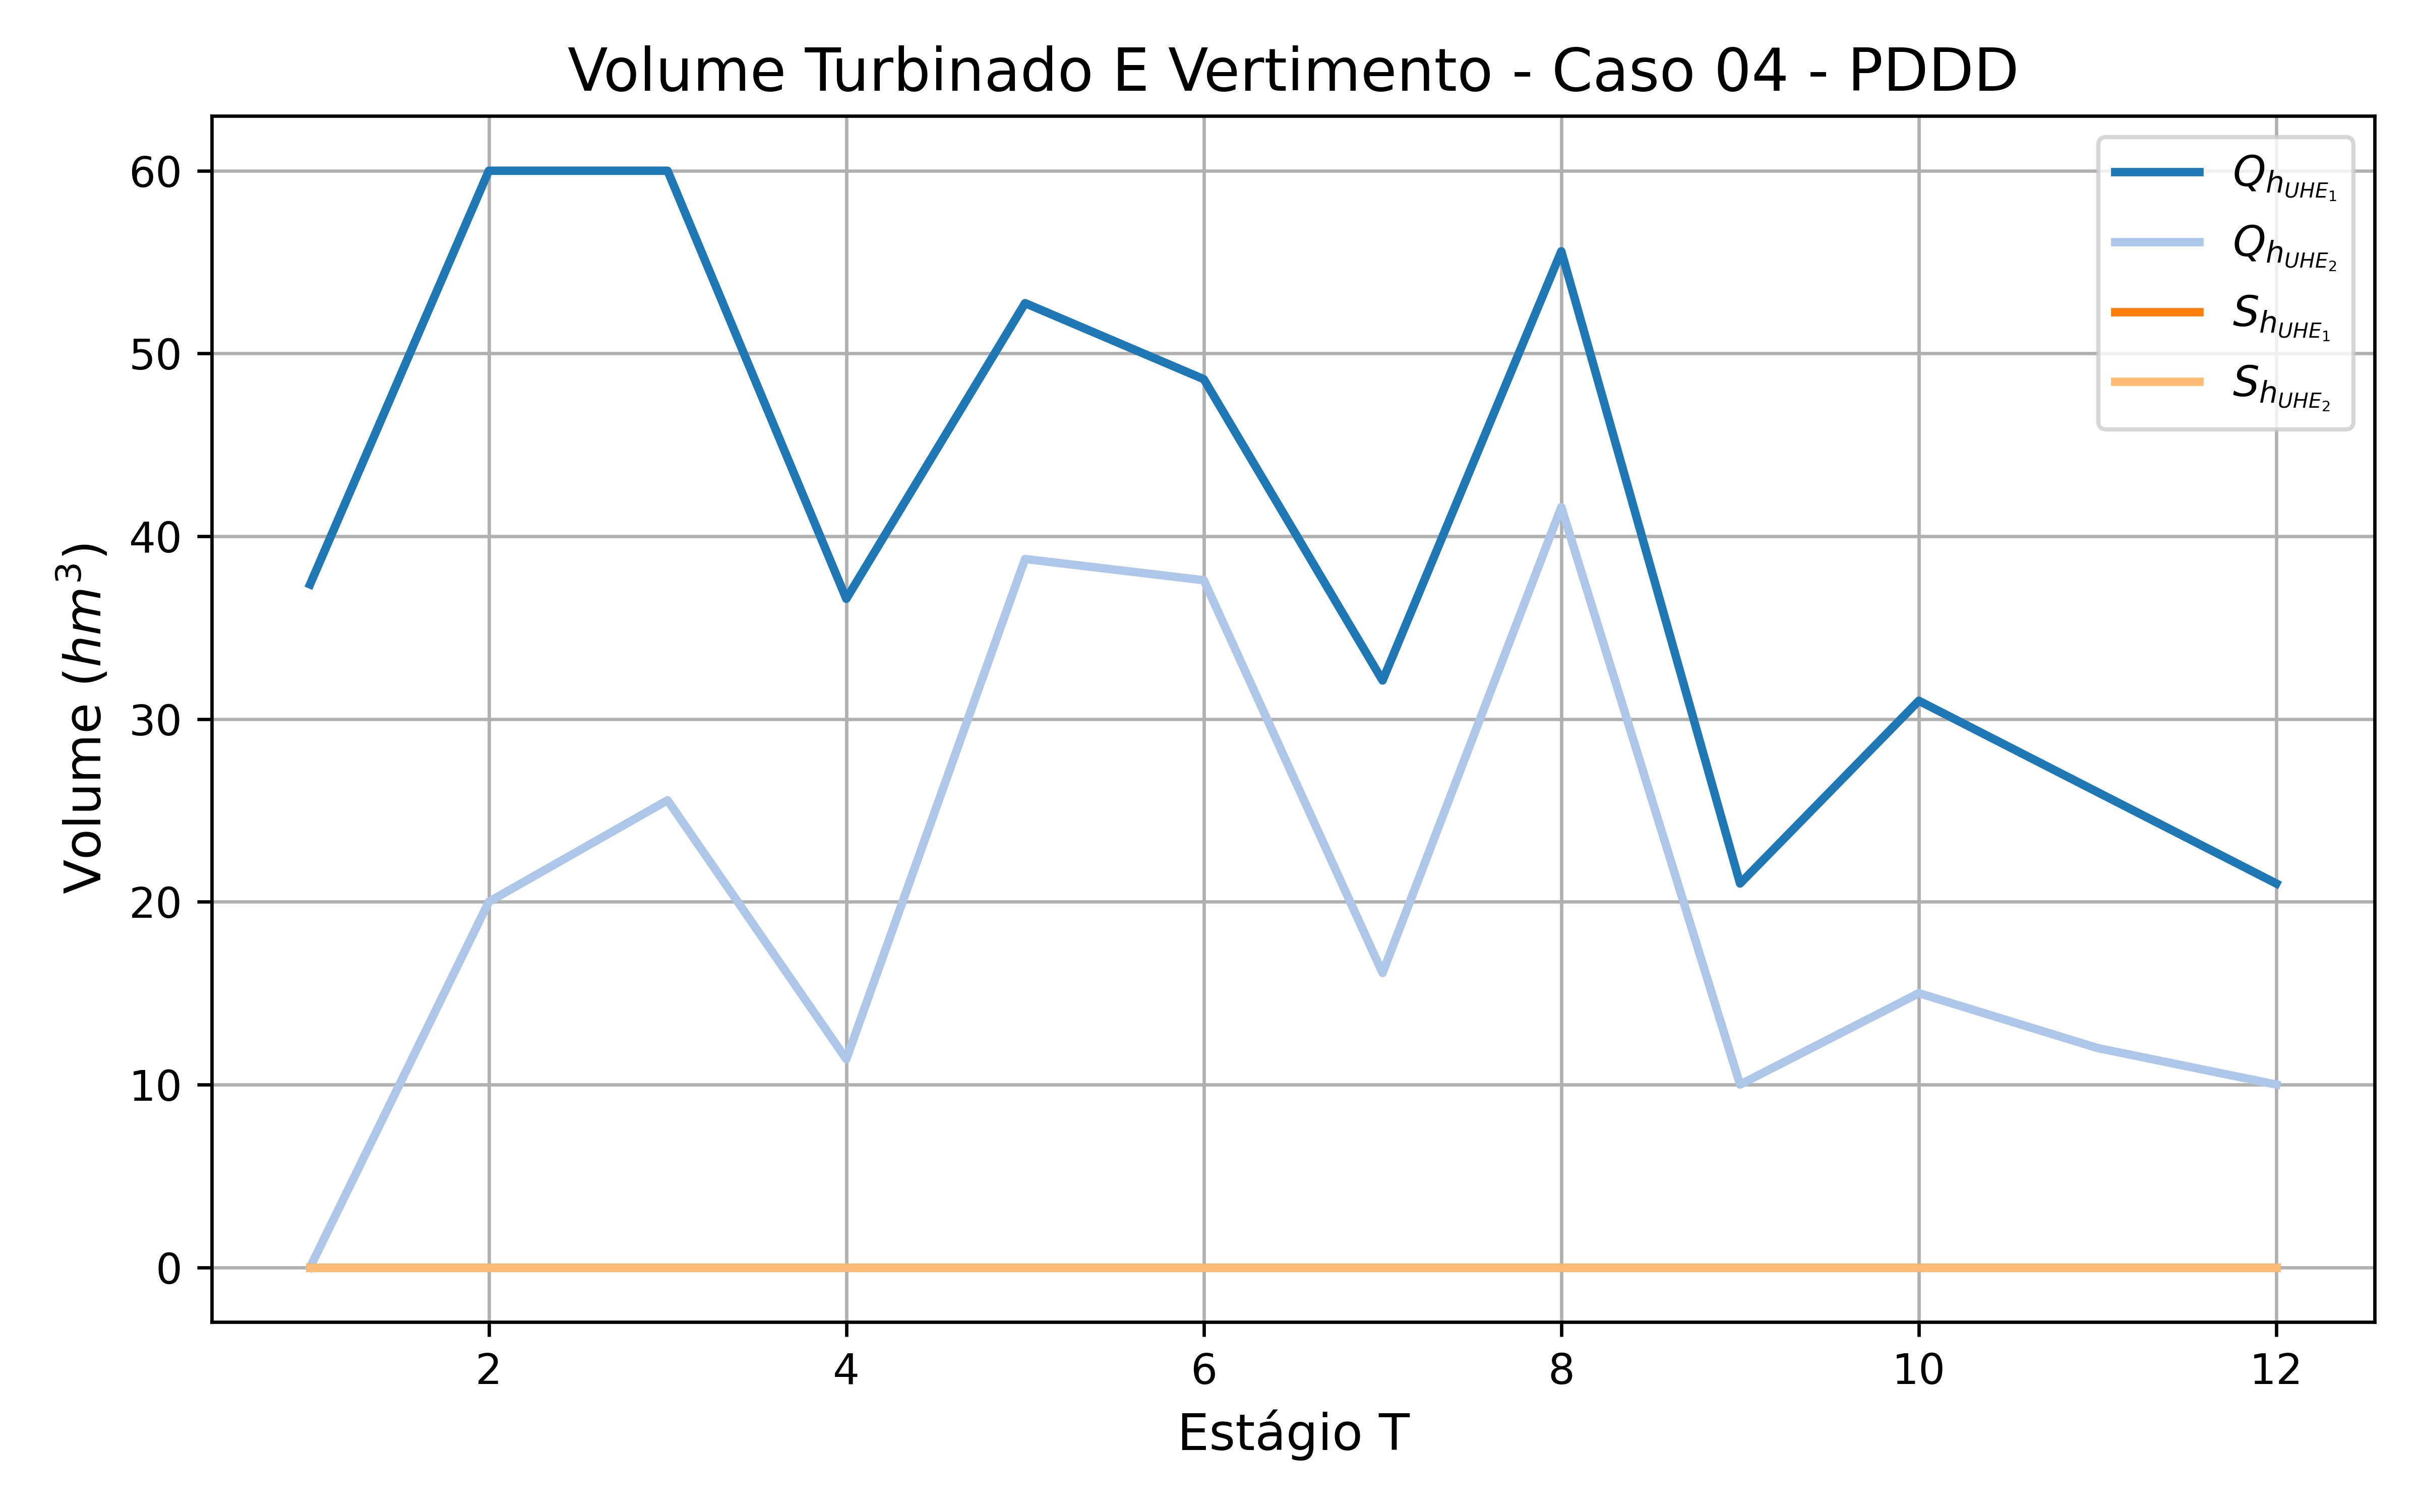 Volume Turbinado E Vertimento - Caso 04 - PDDD
Volume (hm³)
60
50
40
30
20
10
0
Q_{h_{UHE_1}}
Q_{h_{UHE_2}}
S_{h_{UHE_1}}
S_{h_{UHE_2}}
2 4 6 8 10 12
Estágio T